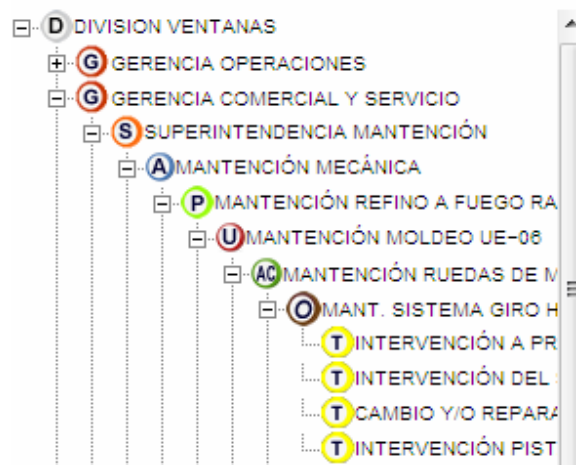 D DIVISION VENTANAS
G GERENCIA OPERACIONES
G GERENCIA COMERCIAL Y SERVICIO
S SUPERINTENDENCIA MANTENCIÓN
A MANTENCIÓN MECÁNICA
P MANTENCIÓN REFINO A FUEGO RA
U MANTENCIÓN MOLDEO UE-06
AC MANTENCIÓN RUEDAS DE M
O MANT. SISTEMA GIRO H
T INTERVENCIÓN A PR
T INTERVENCIÓN DEL
T CAMBIO Y/O REPARA
T INTERVENCIÓN PIST